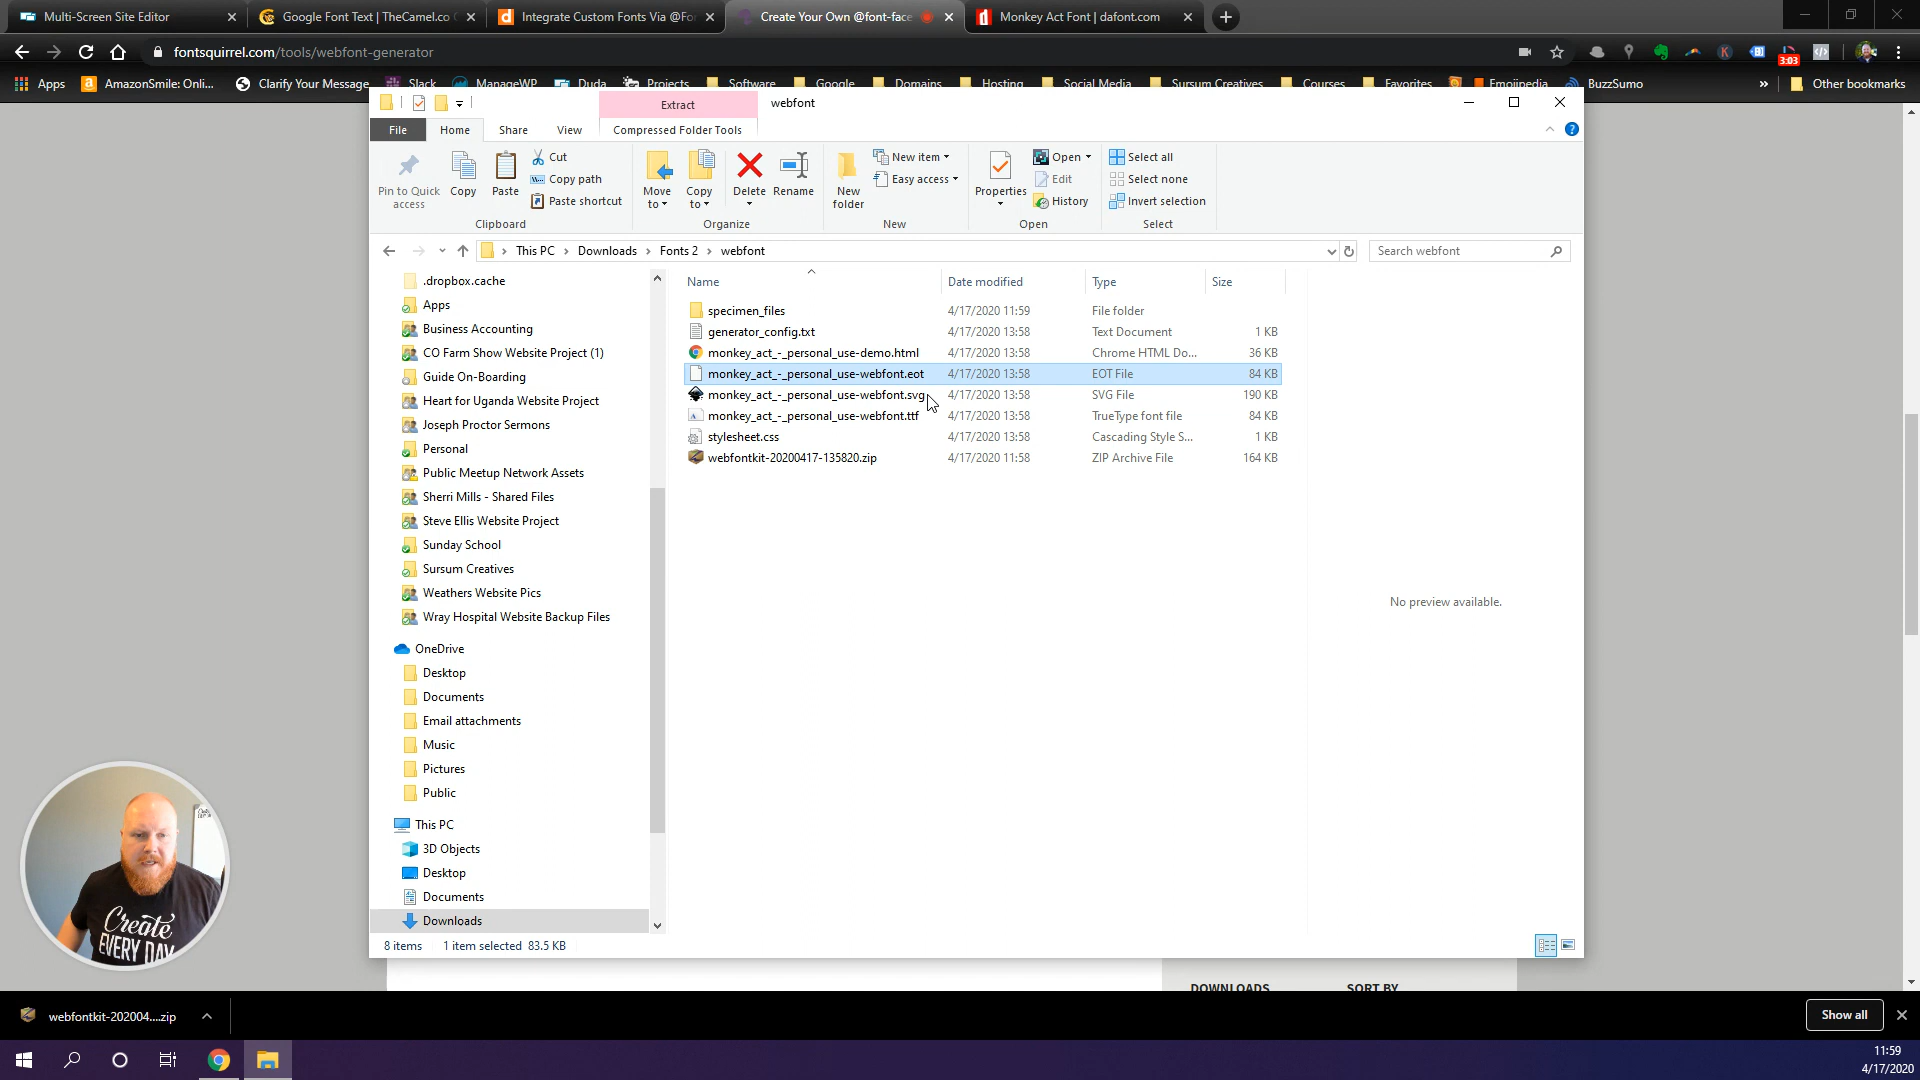 Multi-Screen Site Editor
Google Font Text | TheCamel.co
Integrate Custom Fonts Via @Fo
Create Your Own @font-face
Monkey Act Font | dafont.com
fontsquirrel.com/tools/webfont-generator
3:03
Apps
AmazonSmile: Onli...
Clarify Your Message
Slack
ManageWP
Duda
Projects
Software
Google
Domains
Hosting
Social Media
Sursum Creatives
Courses
Favorites
Emojipedia
BuzzSumo
»
Other bookmarks
Extract
webfont
File
Home
Share
View
Compressed Folder Tools
Pin to Quick access
Copy
Paste
Cut
Copy path
Paste shortcut
Clipboard
Move to
Copy to
Delete
Rename
Organize
New folder
New item
Easy access
New
Properties
Open
Edit
History
Open
Select all
Select none
Invert selection
Select
This PC > Downloads > Fonts 2 > webfont
Search webfont
.dropbox.cache
Apps
Business Accounting
CO Farm Show Website Project (1)
Guide On-Boarding
Heart for Uganda Website Project
Joseph Proctor Sermons
Personal
Public Meetup Network Assets
Sherri Mills - Shared Files
Steve Ellis Website Project
Sunday School
Sursum Creatives
Weathers Website Pics
Wray Hospital Website Backup Files
OneDrive
Desktop
Documents
Email attachments
Music
Pictures
Public
This PC
3D Objects
Desktop
Documents
Downloads
Name Date modified Type Size
specimen_files 4/17/2020 11:59 File folder
generator_config.txt 4/17/2020 13:58 Text Document 1 KB
monkey_act_-_personal_use-demo.html 4/17/2020 13:58 Chrome HTML Do... 36 KB
monkey_act_-_personal_use-webfont.eot 4/17/2020 13:58 EOT File 84 KB
monkey_act_-_personal_use-webfont.svg 4/17/2020 13:58 SVG File 190 KB
monkey_act_-_personal_use-webfont.ttf 4/17/2020 13:58 TrueType font file 84 KB
stylesheet.css 4/17/2020 13:58 Cascading Style S... 1 KB
webfontkit-20200417-135820.zip 4/17/2020 11:58 ZIP Archive File 164 KB
No preview available.
8 items 1 item selected 83.5 KB
Create
EVERY DAY
DOWNLOADS SORT BY
webfontkit-202004....zip
Show all
11:59
4/17/2020